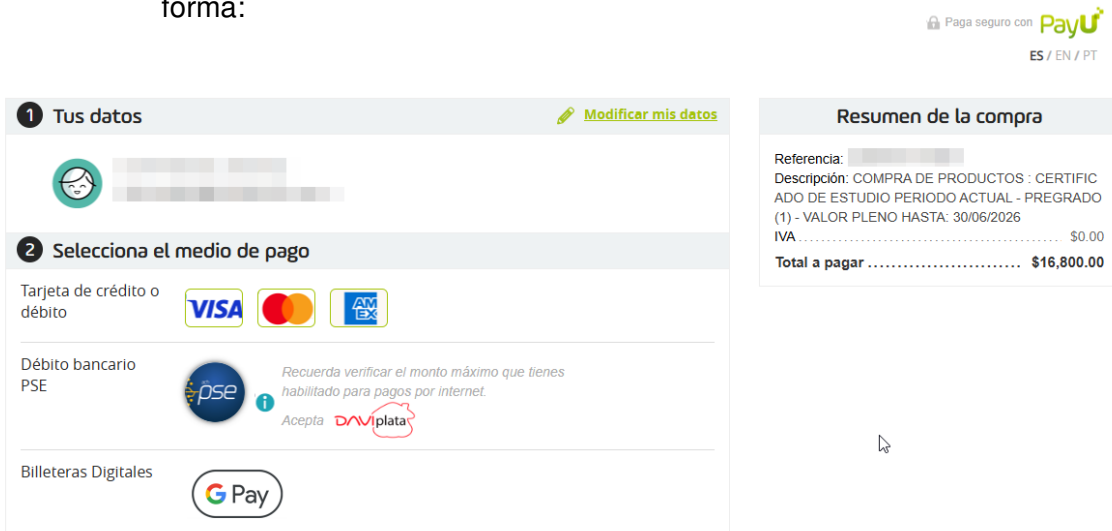 forma:
Paga seguro con PayU
ES / EN / PT
1 Tus datos
Modificar mis datos
2 Selecciona el medio de pago
Tarjeta de crédito o
débito
VISA
AM
EX
Débito bancario
PSE
pse
Recuerda verificar el monto máximo que tienes
habilitado para pagos por internet.
Acepta DAVIplata
Billeteras Digitales
G Pay
Resumen de la compra
Referencia:
Descripción: COMPRA DE PRODUCTOS : CERTIFIC
ADO DE ESTUDIO PERIODO ACTUAL - PREGRADO
(1) - VALOR PLENO HASTA: 30/06/2026
IVA ............................................ $0.00
Total a pagar ......................... $16,800.00